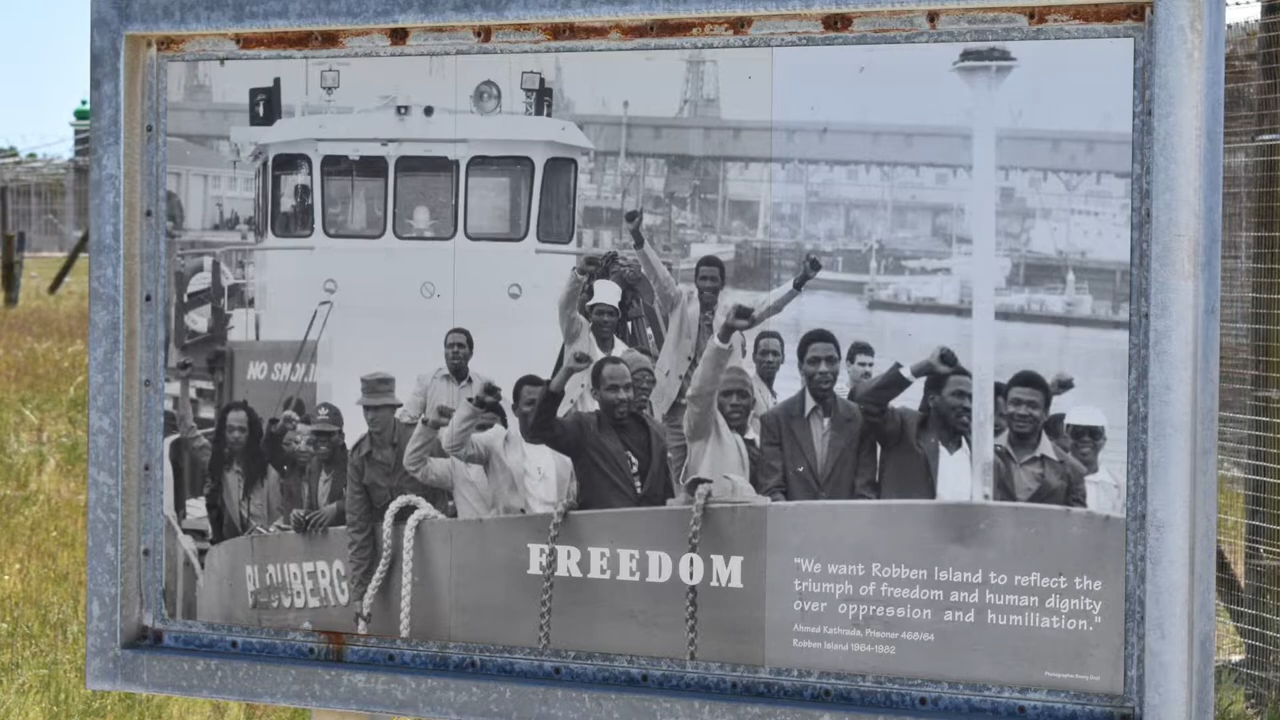 NO SMOKI
BLOUBERG
FREEDOM
"We want Robben Island to reflect the
triumph of freedom and human dignity
over oppression and humiliation."
Ahmed Kathrada, Prisoner 468/64
Robben Island 1964-1982